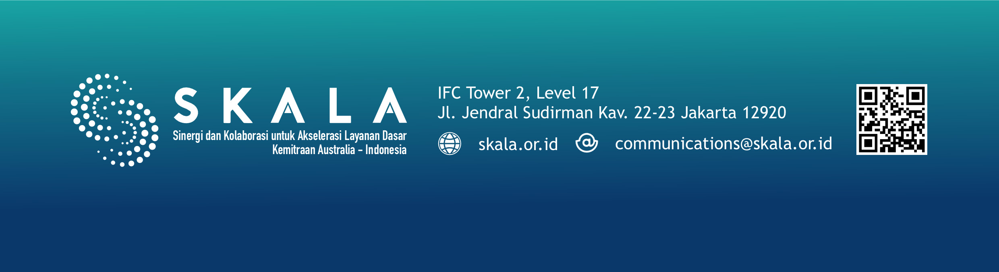 SKALA
Sinergi dan Kolaborasi untuk Akselerasi Layanan Dasar
Kemitraan Australia – Indonesia
IFC Tower 2, Level 17
Jl. Jendral Sudirman Kav. 22-23 Jakarta 12920
skala.or.id
communications@skala.or.id